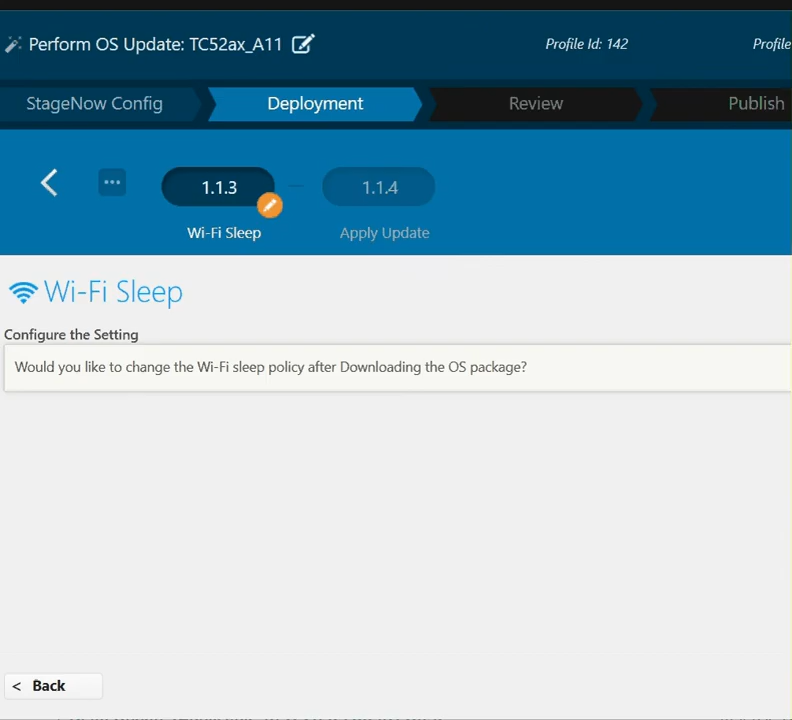 Perform OS Update: TC52ax_A11
Profile Id: 142
Profile
StageNow Config
Deployment
Review
Publish
1.1.3
1.1.4
Wi-Fi Sleep
Apply Update
Wi-Fi Sleep
Configure the Setting
Would you like to change the Wi-Fi sleep policy after Downloading the OS package?
< Back